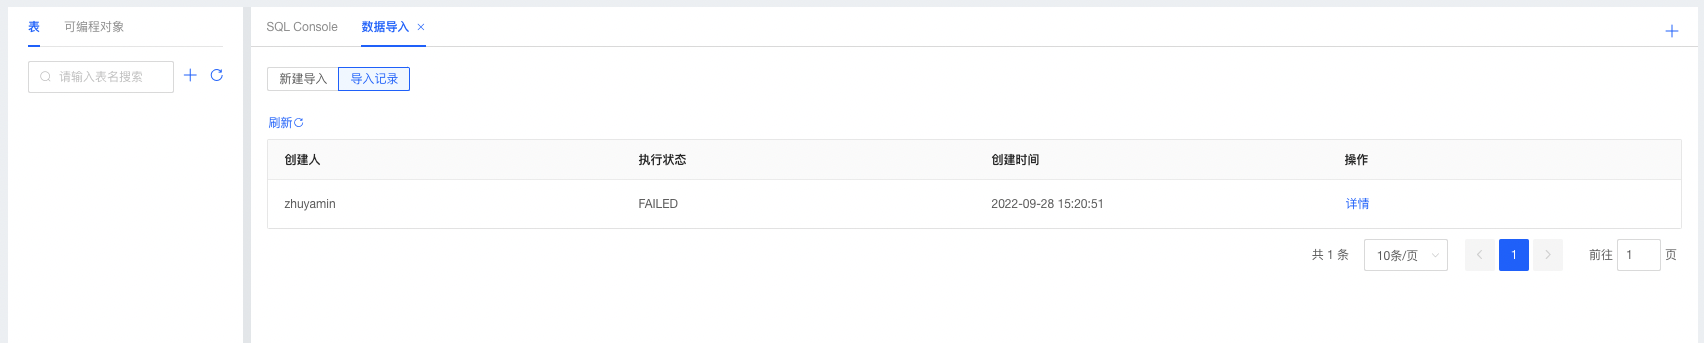 表 可编程对象
请输入表名搜索
SQL Console 数据导入
新建导入 导入记录
刷新
创建人 执行状态 创建时间 操作
zhuyamin FAILED 2022-09-28 15:20:51 详情
共 1 条 10条/页 1 前往 1 页